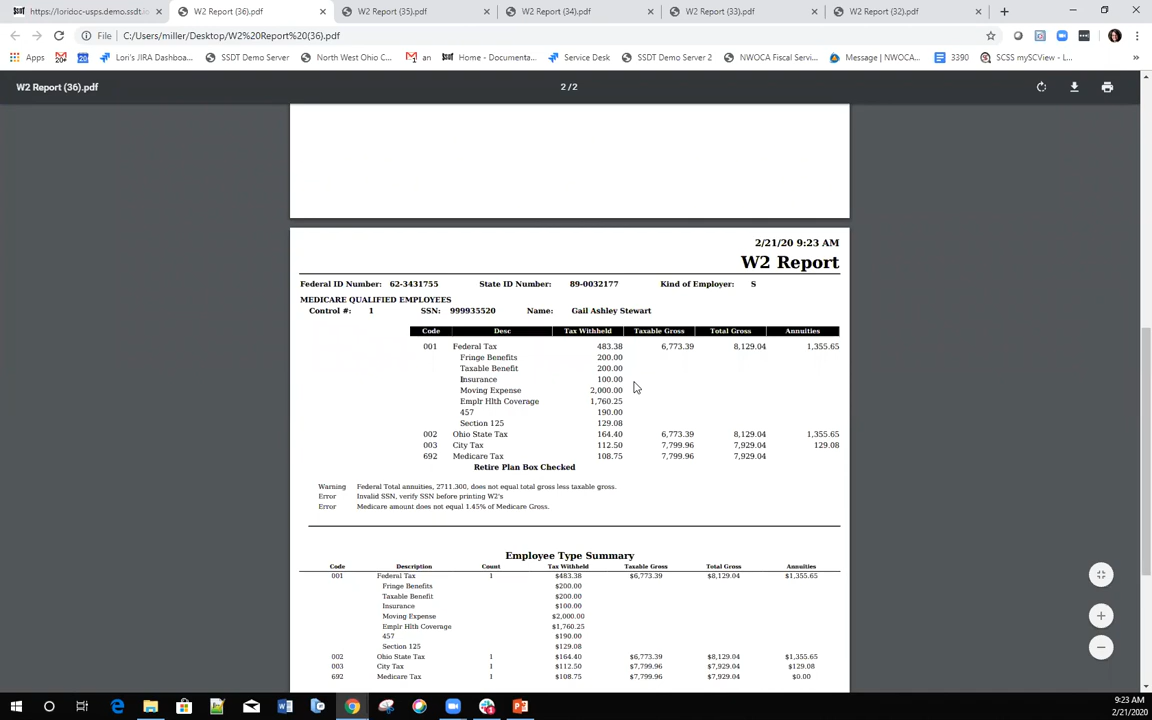 https://loridoc-usps.demo.ssdt.io
W2 Report (36).pdf
W2 Report (35).pdf
W2 Report (34).pdf
W2 Report (33).pdf
W2 Report (32).pdf
File C:/Users/miller/Desktop/W2%20Report%20(36).pdf
Apps Lori's JIRA Dashboa... SSDT Demo Server North West Ohio C... an Home - Documenta... Service Desk SSDT Demo Server 2 NWOCA Fiscal Servi... Message | NWOCA... 3390 SCSS mySCView - L...
W2 Report (36).pdf 2/2
2/21/20 9:23 AM
W2 Report
Federal ID Number: 62-3431755 State ID Number: 89-0032177 Kind of Employer: S
MEDICARE QUALIFIED EMPLOYEES
Control #: 1 SSN: 999935520 Name: Gail Ashley Stewart
Code Desc Tax Withheld Taxable Gross Total Gross Annuities
001 Federal Tax 483.38 6,773.39 8,129.04 1,355.65
Fringe Benefits 200.00
Taxable Benefit 200.00
Insurance 100.00
Moving Expense 2,000.00
Emplr Hlth Coverage 1,760.25
457 190.00
Section 125 129.08
002 Ohio State Tax 164.40 6,773.39 8,129.04 1,355.65
003 City Tax 112.50 7,799.96 7,929.04 129.08
692 Medicare Tax 108.75 7,799.96 7,929.04
Retire Plan Box Checked
Warning Federal Total annuities, 2711.300, does not equal total gross less taxable gross.
Error Invalid SSN, verify SSN before printing W2's
Error Medicare amount does not equal 1.45% of Medicare Gross.
Employee Type Summary
Code Description Count Tax Withheld Taxable Gross Total Gross Annuities
001 Federal Tax 1 $483.38 $6,773.39 $8,129.04 $1,355.65
Fringe Benefits $200.00
Taxable Benefit $200.00
Insurance $100.00
Moving Expense $2,000.00
Emplr Hlth Coverage $1,760.25
457 $190.00
Section 125 $129.08
002 Ohio State Tax 1 $164.40 $6,773.39 $8,129.04 $1,355.65
003 City Tax 1 $112.50 $7,799.96 $7,929.04 $129.08
692 Medicare Tax 1 $108.75 $7,799.96 $7,929.04 $0.00
9:23 AM
2/21/2020